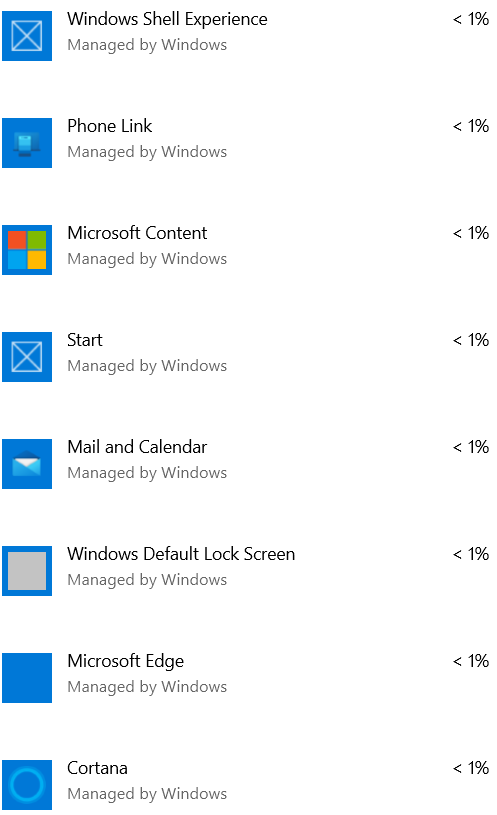 Windows Shell Experience < 1%
Managed by Windows
Phone Link < 1%
Managed by Windows
Microsoft Content < 1%
Managed by Windows
Start < 1%
Managed by Windows
Mail and Calendar < 1%
Managed by Windows
Windows Default Lock Screen < 1%
Managed by Windows
Microsoft Edge < 1%
Managed by Windows
Cortana < 1%
Managed by Windows